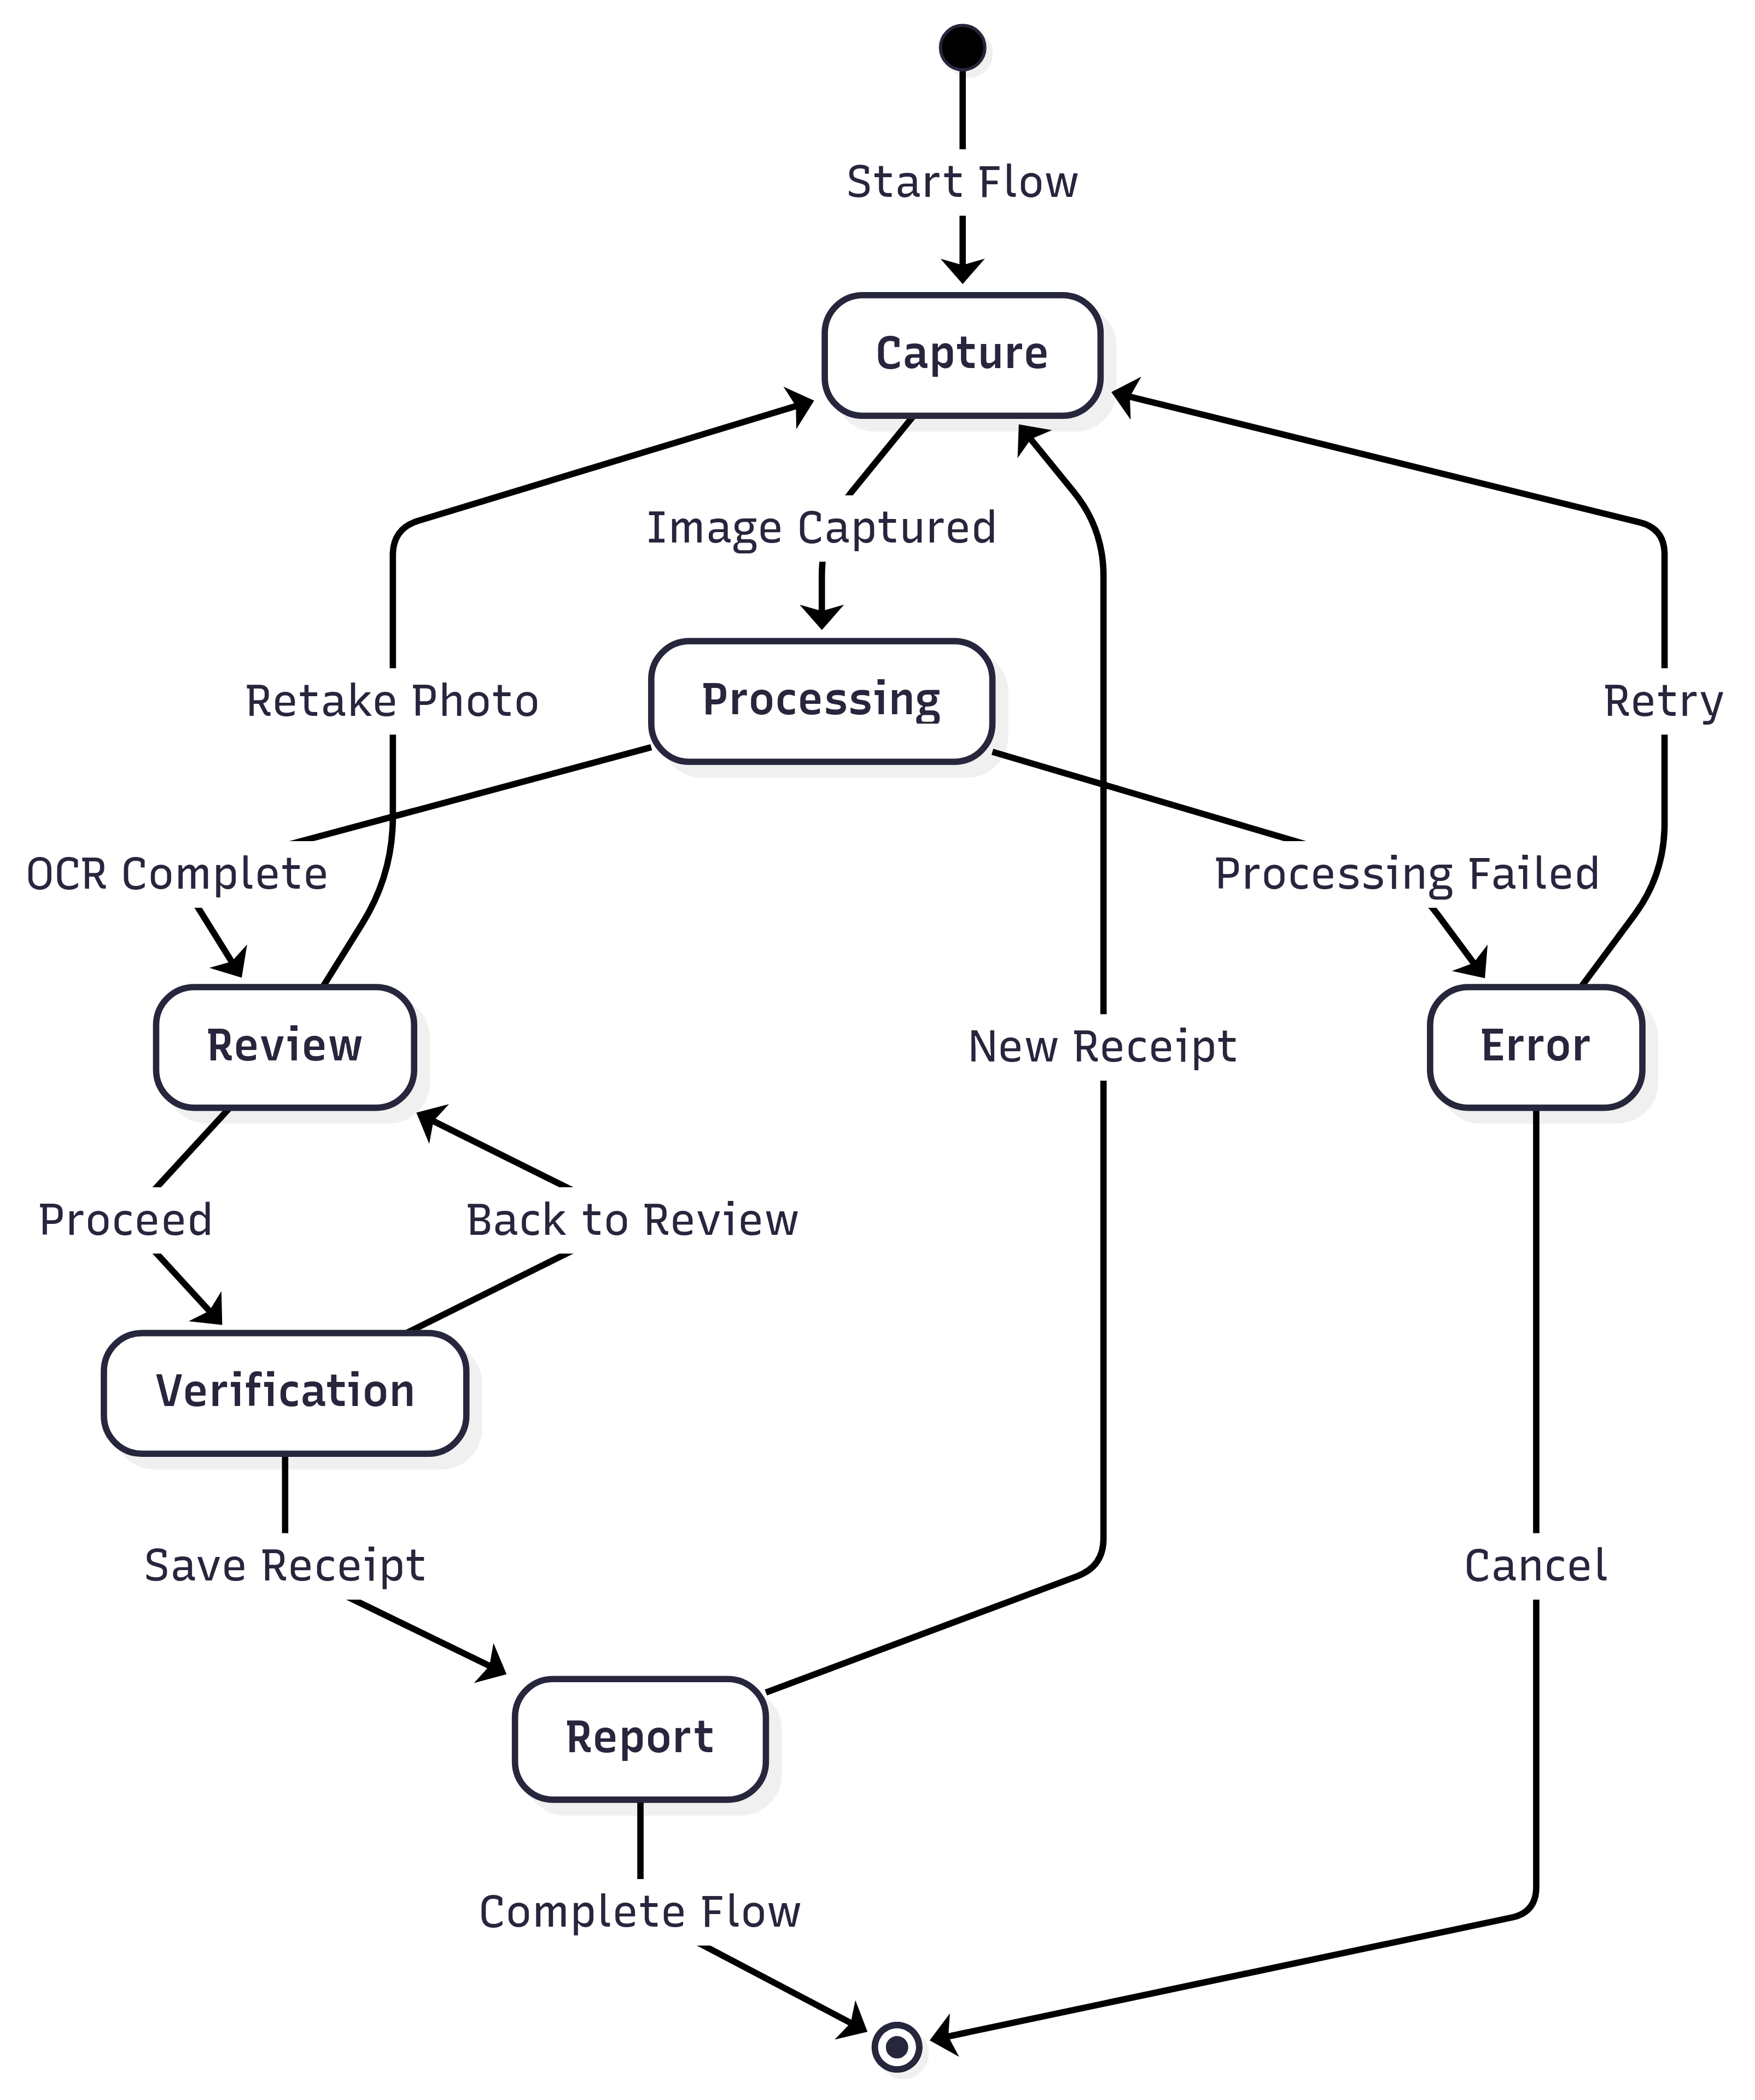 Start Flow
Capture
Image Captured
Retake Photo
Processing
Retry
OCR Complete
Processing Failed
Review
New Receipt
Error
Proceed
Back to Review
Verification
Save Receipt
Cancel
Report
Complete Flow